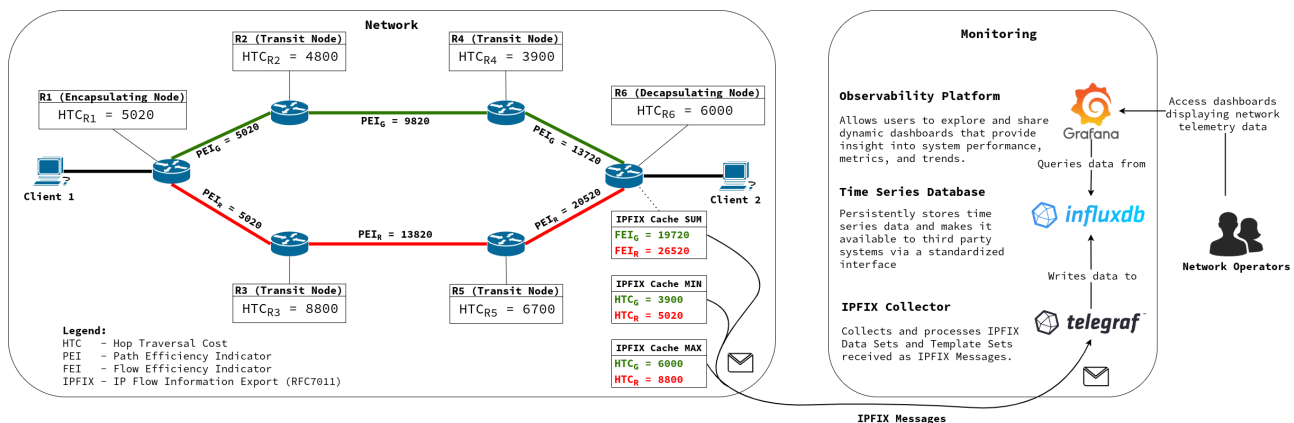 Network
R2 (Transit Node)
HTCR2 = 4800
R4 (Transit Node)
HTCR4 = 3900
R1 (Encapsulating Node)
HTCR1 = 5020
R6 (Decapsulating Node)
HTCR6 = 6000
PEIG = 5020
PEIG = 9820
PEIG = 13720
Client 1
Client 2
PEIR = 5020
PEIR = 13820
PEIR = 20520
R3 (Transit Node)
HTCR3 = 8800
R5 (Transit Node)
HTCR5 = 6700
IPFIX Cache SUM
FEIG = 19720
FEIR = 26520
IPFIX Cache MIN
HTCG = 3900
HTCR = 5020
IPFIX Cache MAX
HTCG = 6000
HTCR = 8800
Legend:
HTC - Hop Traversal Cost
PEI - Path Efficiency Indicator
FEI - Flow Efficiency Indicator
IPFIX - IP Flow Information Export (RFC7011)
IPFIX Messages
Monitoring
Observability Platform
Allows users to explore and share
dynamic dashboards that provide
insight into system performance,
metrics, and trends.
Grafana
Queries data from
Time Series Database
Persistently stores time
series data and makes it
available to third party
systems via a standardized
interface
influxdb
Writes data to
IPFIX Collector
Collects and processes IPFIX
Data Sets and Template Sets
received as IPFIX Messages.
telegraf
Access dashboards
displaying network
telemetry data
Network Operators